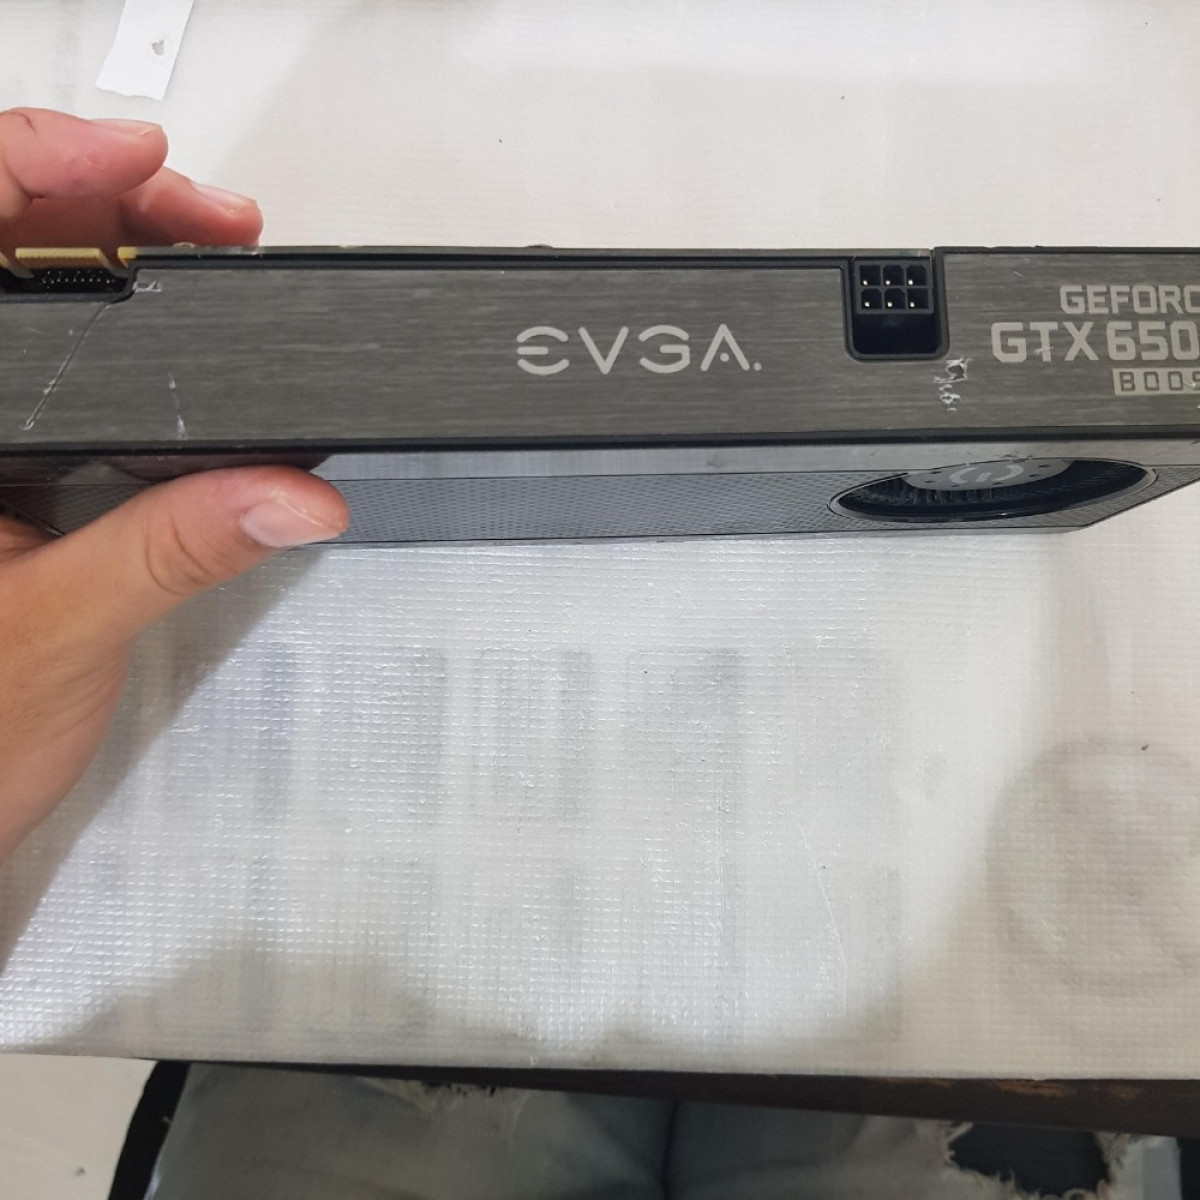 EVGA.
GEFORC
GTX 650
BOOS